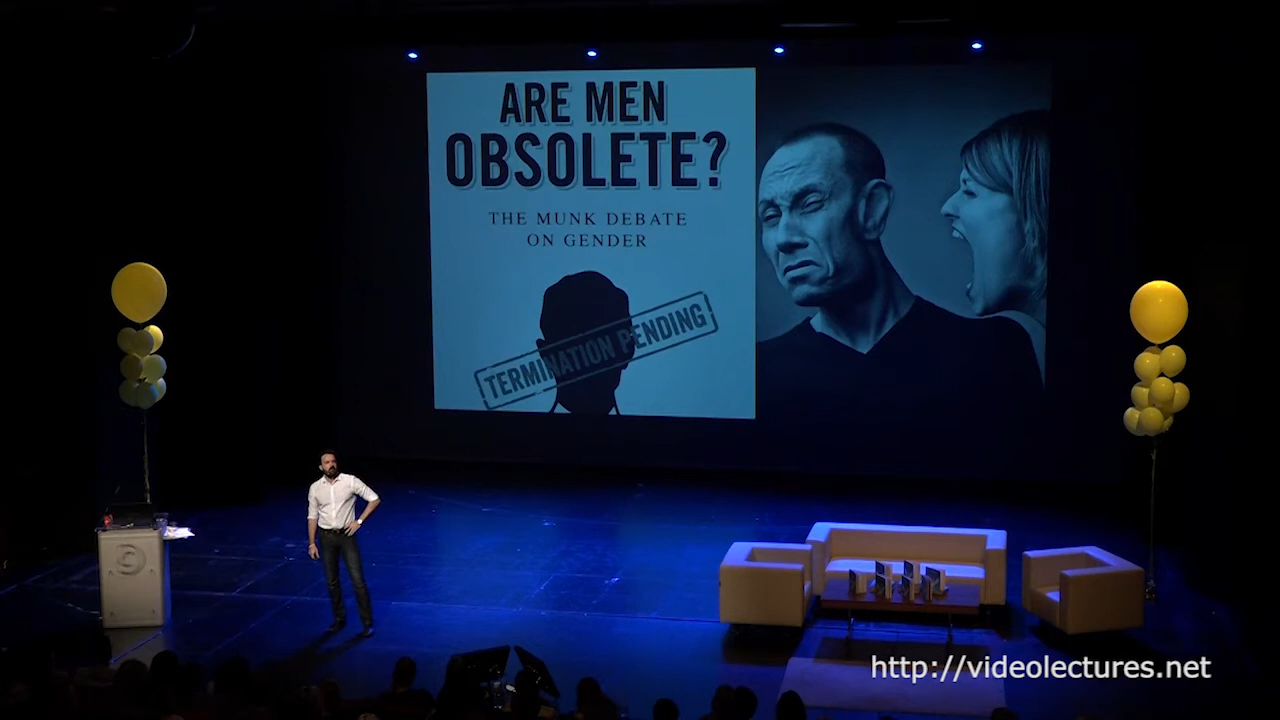 ARE MEN
OBSOLETE?
THE MUNK DEBATE
ON GENDER
TERMINATION PENDING
http://videolectures.net